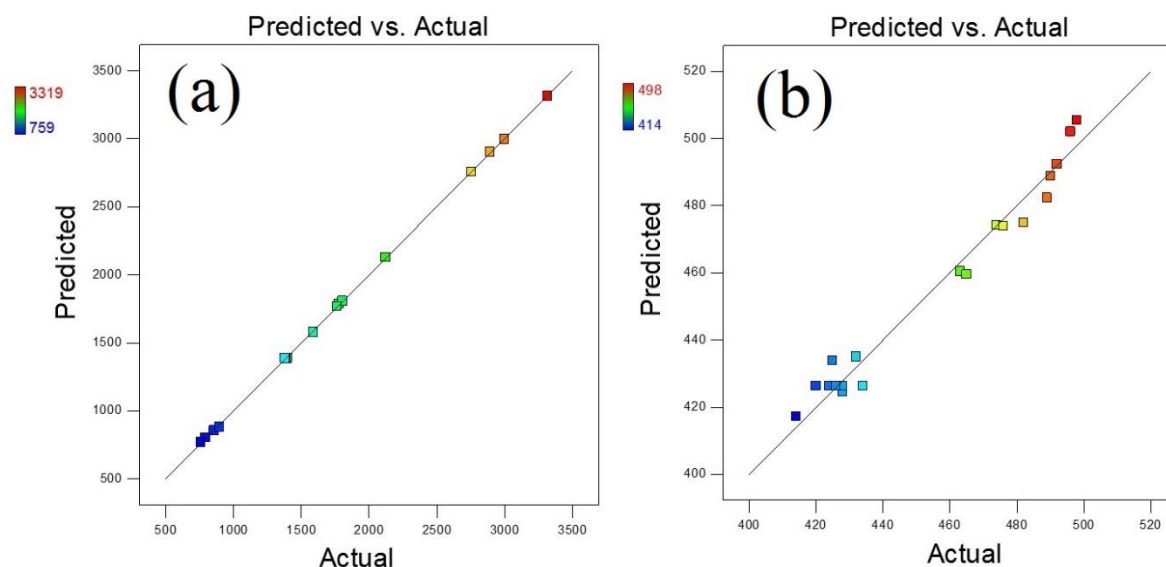 Predicted vs. Actual
(a)
3319
759
Predicted
3500
3000
2500
2000
1500
1000
500
500 1000 1500 2000 2500 3000 3500
Actual
Predicted vs. Actual
(b)
498
414
Predicted
520
500
480
460
440
420
400
400 420 440 460 480 500 520
Actual